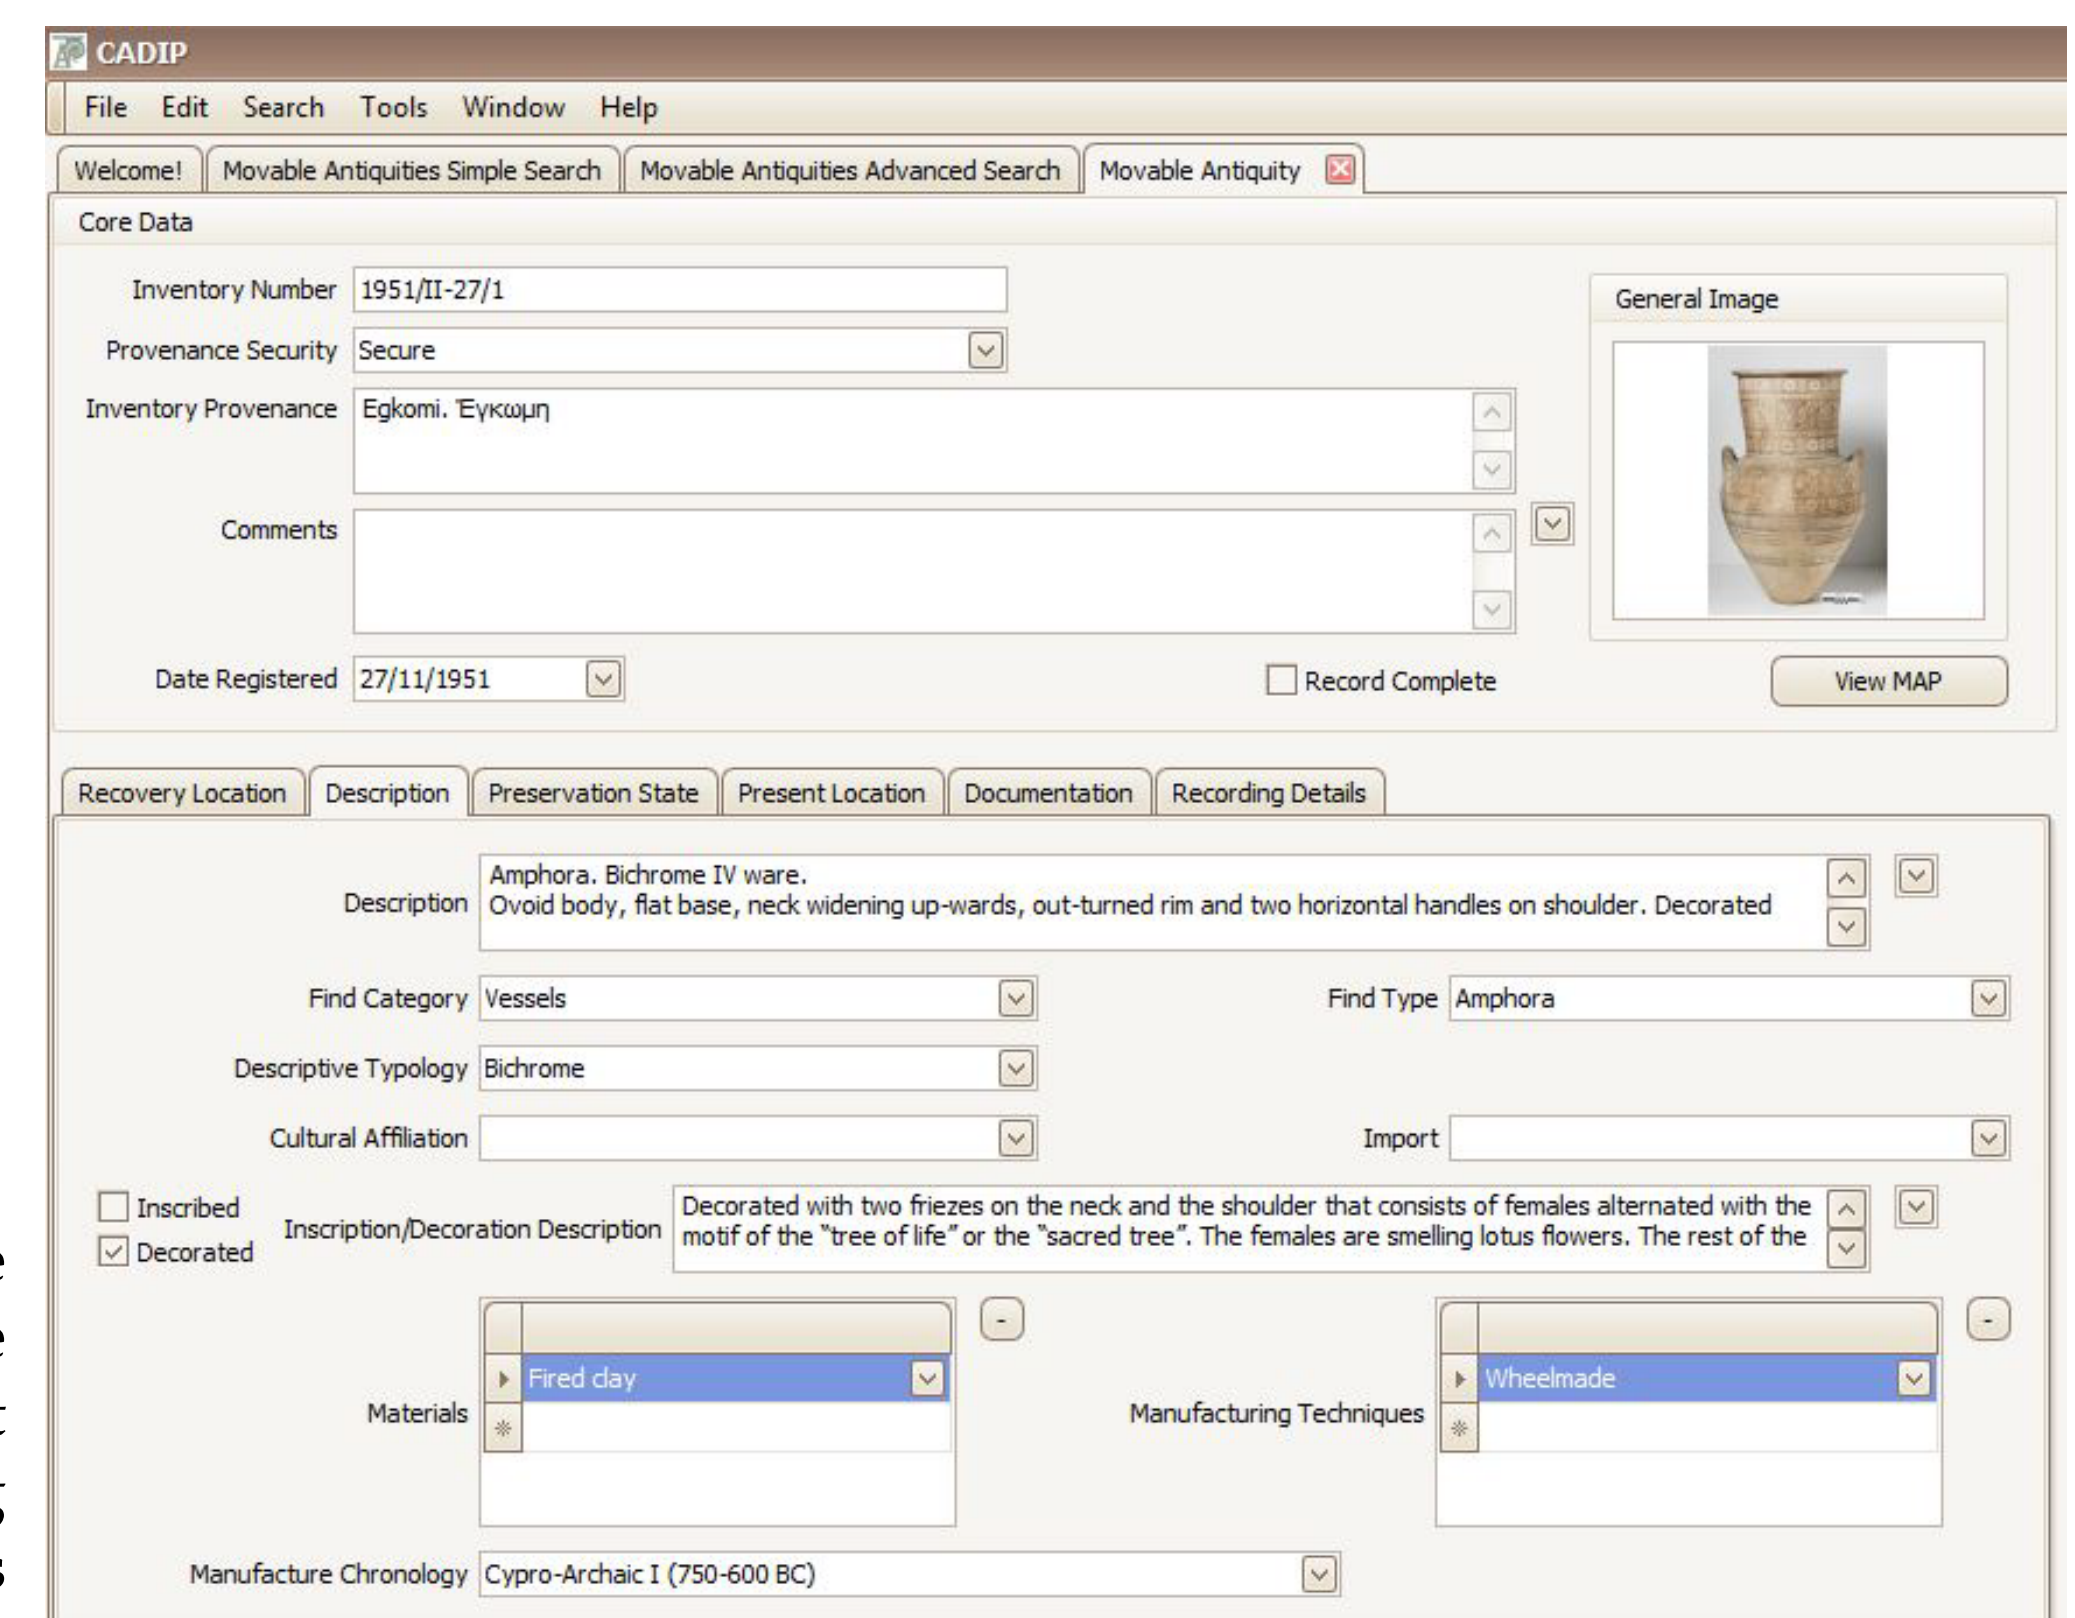 CADIP
File Edit Search Tools Window Help
Welcome! Movable Antiquities Simple Search Movable Antiquities Advanced Search Movable Antiquity
Core Data
Inventory Number 1951/II-27/1
General Image
Provenance Security Secure
Inventory Provenance Egkomi. Έγκωμη
Comments
Date Registered 27/11/1951 Record Complete View MAP
Recovery Location Description Preservation State Present Location Documentation Recording Details
Description Amphora. Bichrome IV ware.
Ovoid body, flat base, neck widening up-wards, out-turned rim and two horizontal handles on shoulder. Decorated
Find Category Vessels Find Type Amphora
Descriptive Typology Bichrome
Cultural Affiliation Import
Inscribed
Decorated
Inscription/Decoration Description Decorated with two friezes on the neck and the shoulder that consists of females alternated with the
motif of the “tree of life” or the “sacred tree”. The females are smelling lotus flowers. The rest of the
Materials Fired clay
Manufacturing Techniques Wheelmade
Manufacture Chronology Cypro-Archaic I (750-600 BC)